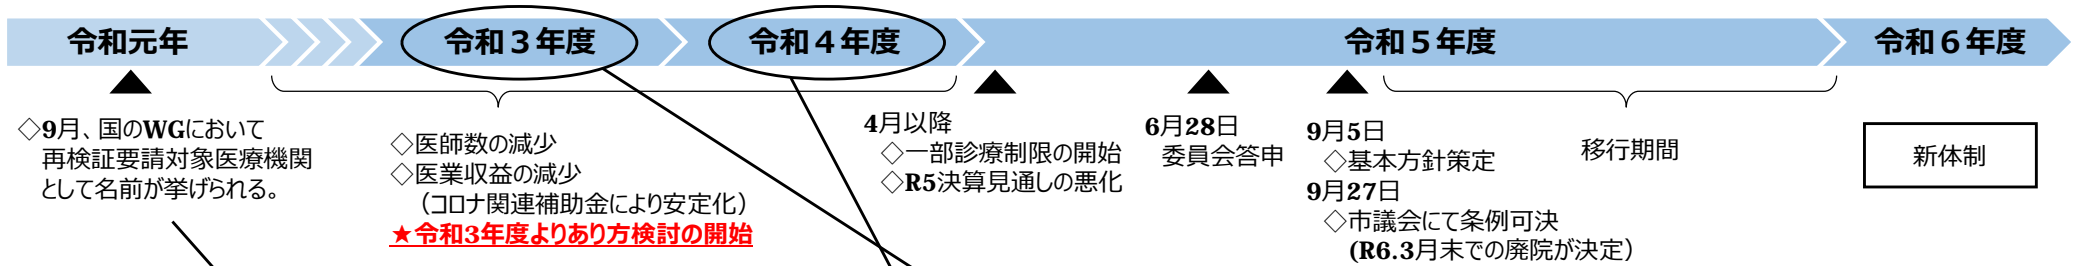 令和元年
令和３年度
令和４年度
令和５年度
令和６年度
◇9月、国のWGにおいて
再検証要請対象医療機関
として名前が挙げられる。
◇医師数の減少
◇医業収益の減少
（コロナ関連補助金により安定化）
★令和3年度よりあり方検討の開始
4月以降
◇一部診療制限の開始
◇R5決算見通しの悪化
6月28日
委員会答申
9月5日
◇基本方針策定
9月27日
◇市議会にて条例可決
(R6.3月末での廃院が決定）
移行期間
新体制